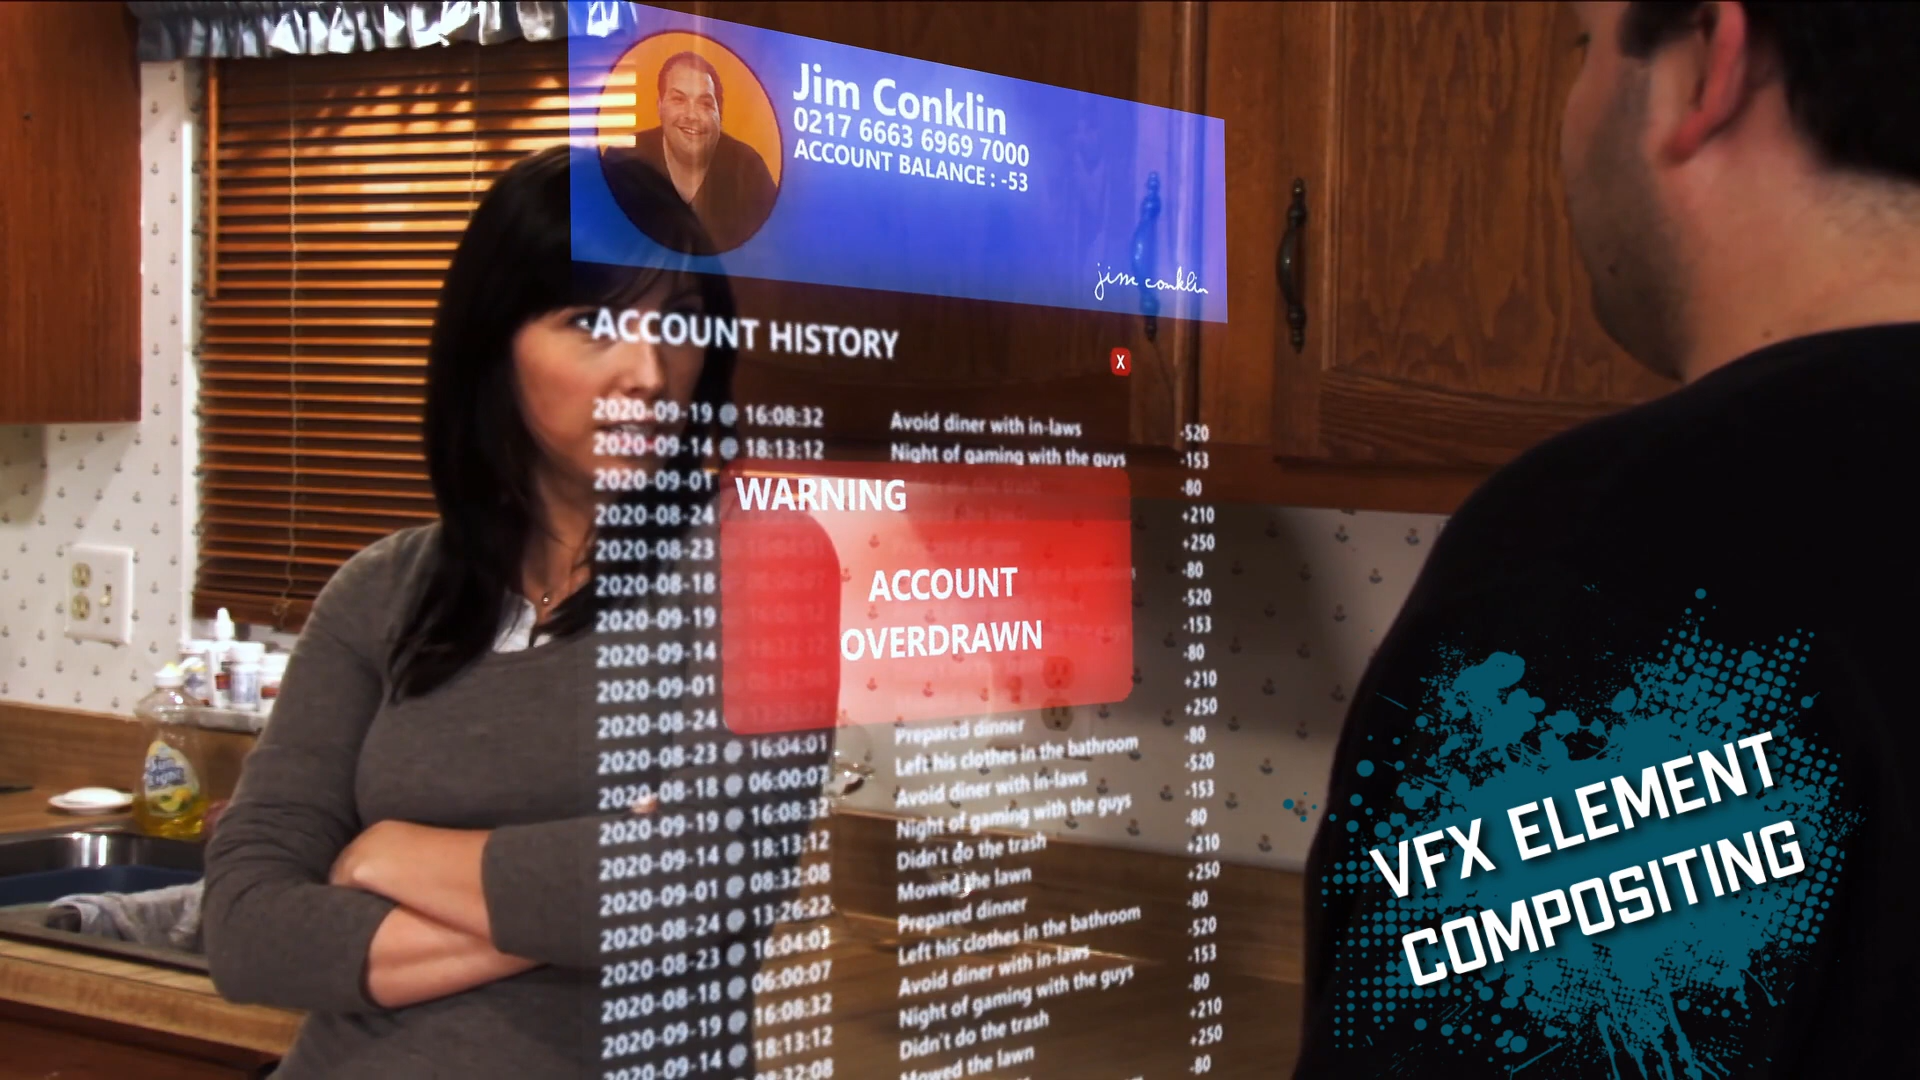 Jim Conklin
0217 6663 6969 7000
ACCOUNT BALANCE : -53
jim conklin
ACCOUNT HISTORY
X
2020-09-19 @ 16:08:32 Avoid diner with in-laws -520
2020-09-14 @ 18:13:12 Night of gaming with the guys -153
2020-09-01 -80
2020-08-24 +210
2020-08-23 +250
2020-08-18 -80
2020-09-19 -520
2020-09-14 -153
2020-09-01 -80
2020-08-24 +210
WARNING
ACCOUNT
OVERDRAWN
2020-08-23 @ 16:04:01 Prepared dinner +250
2020-08-18 @ 06:00:07 Left his clothes in the bathroom -80
2020-09-19 @ 16:08:32 Avoid diner with in-laws -520
2020-09-14 @ 18:13:12 Night of gaming with the guys -153
2020-09-01 @ 08:32:08 Didn't do the trash -80
2020-08-24 @ 13:26:22 Mowed the lawn +210
2020-08-23 @ 16:04:01 Prepared dinner +250
2020-08-18 @ 06:00:07 Left his clothes in the bathroom -80
2020-09-19 @ 16:08:32 Avoid diner with in-laws -520
2020-09-14 @ 18:13:12 Night of gaming with the guys -153
08:32:08 Didn't do the trash -80
Mowed the lawn +210
+250
-80
Sun Light
VFX ELEMENT
COMPOSITING